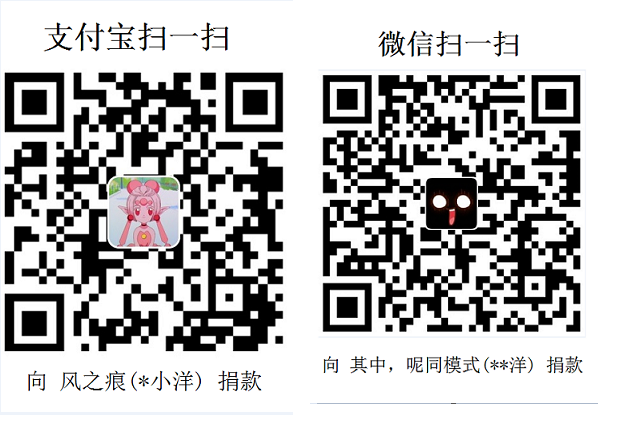 支付宝扫一扫
微信扫一扫
向 风之痕(*小洋) 捐款
向 其中，呢同模式(**洋) 捐款